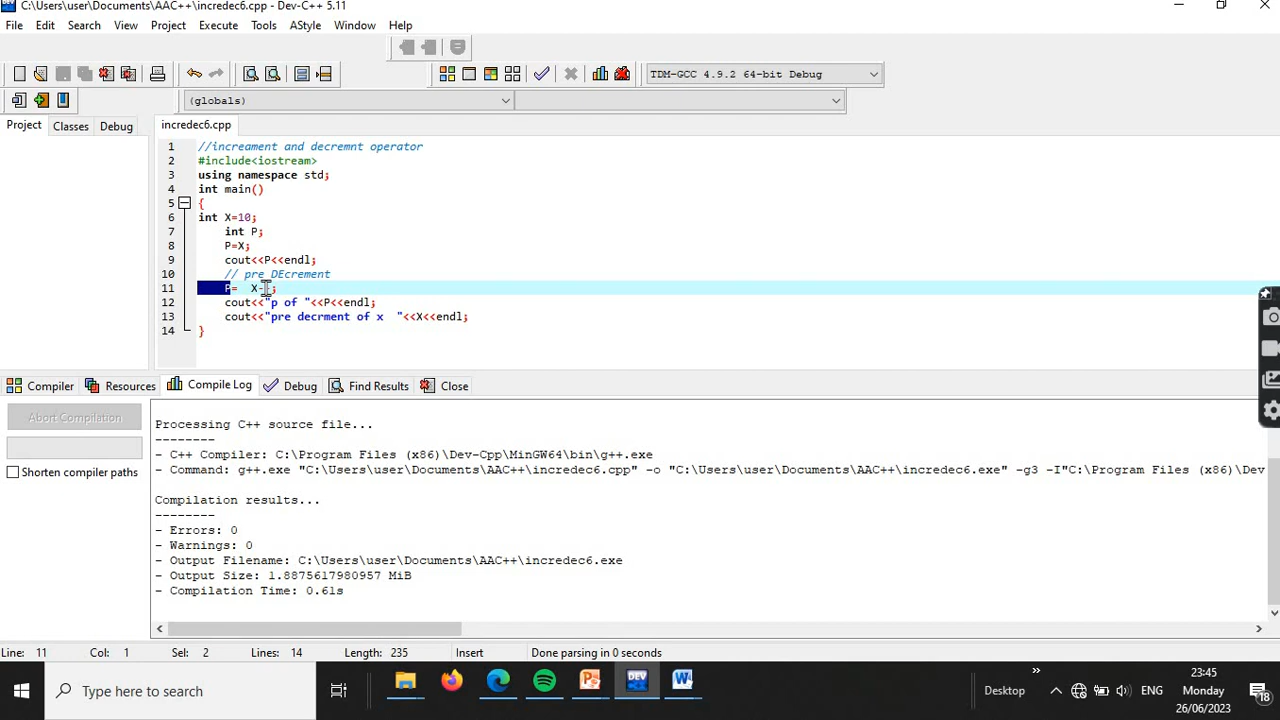 C:\Users\user\Documents\AAC++\incredec6.cpp - Dev-C++ 5.11
File Edit Search View Project Execute Tools AStyle Window Help
TDM-GCC 4.9.2 64-bit Debug
(globals)
Project Classes Debug incredec6.cpp
1 //increament and decremnt operator
2 #include<iostream>
3 using namespace std;
4 int main()
5 {
6 int X=10;
7 int P;
8 P=X;
9 cout<<P<<endl;
10 // pre_DEcrement
11 P= X--;
12 cout<<"p of "<<P<<endl;
13 cout<<"pre decrment of x "<<X<<endl;
14 }
Compiler Resources Compile Log Debug Find Results Close
Abort Compilation
Shorten compiler paths
Processing C++ source file...
--------
- C++ Compiler: C:\Program Files (x86)\Dev-Cpp\MinGW64\bin\g++.exe
- Command: g++.exe "C:\Users\user\Documents\AAC++\incredec6.cpp" -o "C:\Users\user\Documents\AAC++\incredec6.exe" -g3 -I"C:\Program Files (x86)\Dev
Compilation results...
--------
- Errors: 0
- Warnings: 0
- Output Filename: C:\Users\user\Documents\AAC++\incredec6.exe
- Output Size: 1.8875617980957 MiB
- Compilation Time: 0.61s
Line: 11 Col: 1 Sel: 2 Lines: 14 Length: 235 Insert Done parsing in 0 seconds
Type here to search
DEV
Desktop
ENG
23:45
Monday
26/06/2023
18